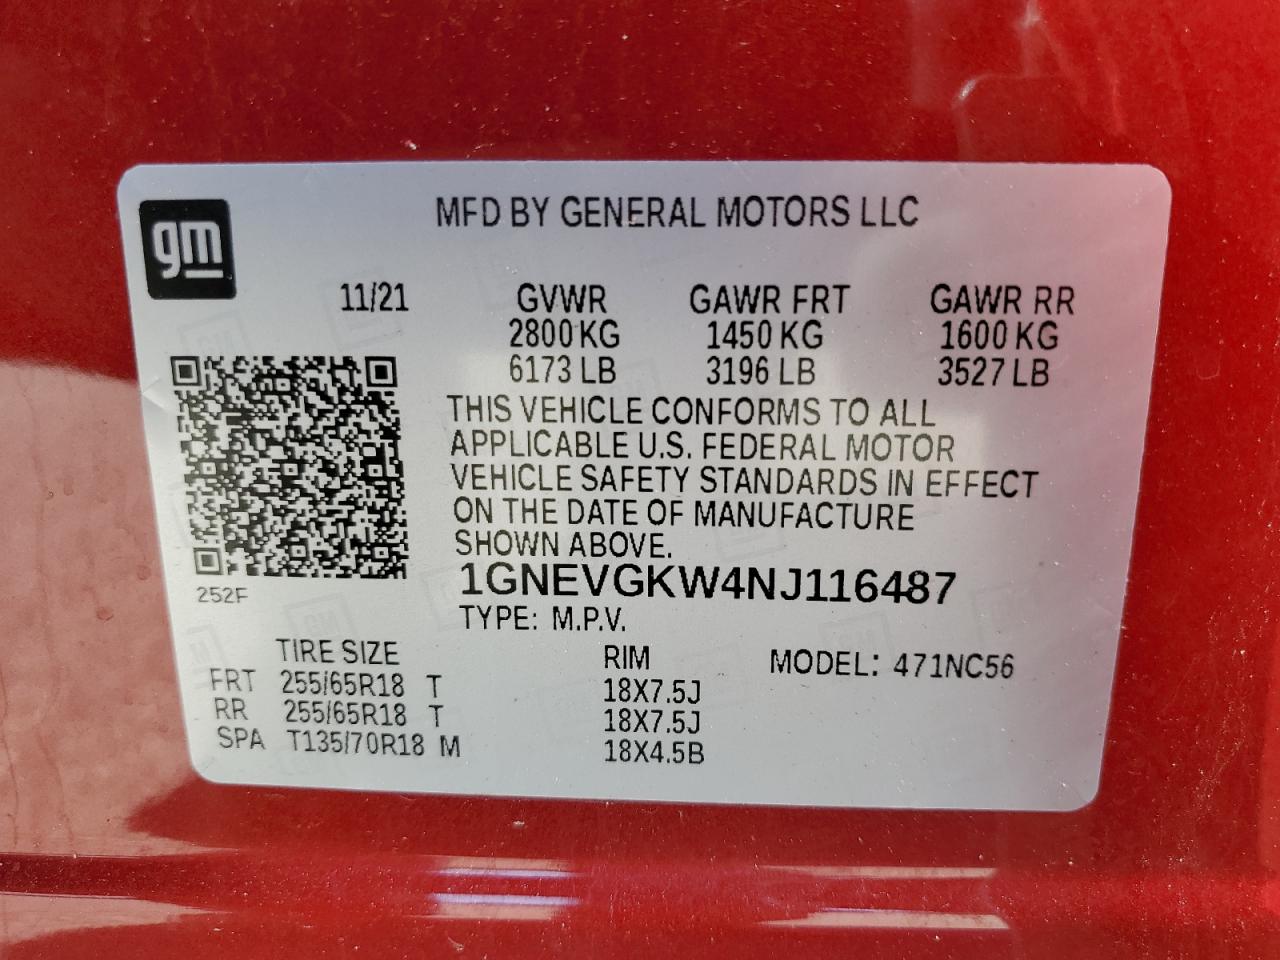 gm
MFD BY GENERAL MOTORS LLC
11/21 GVWR GAWR FRT GAWR RR
2800 KG 1450 KG 1600 KG
6173 LB 3196 LB 3527 LB
THIS VEHICLE CONFORMS TO ALL
APPLICABLE U.S. FEDERAL MOTOR
VEHICLE SAFETY STANDARDS IN EFFECT
ON THE DATE OF MANUFACTURE
SHOWN ABOVE.
252F
1GNEVGKW4NJ116487
TYPE: M.P.V.
TIRE SIZE RIM MODEL: 471NC56
FRT 255/65R18 T 18X7.5J
RR 255/65R18 T 18X7.5J
SPA T135/70R18 M 18X4.5B